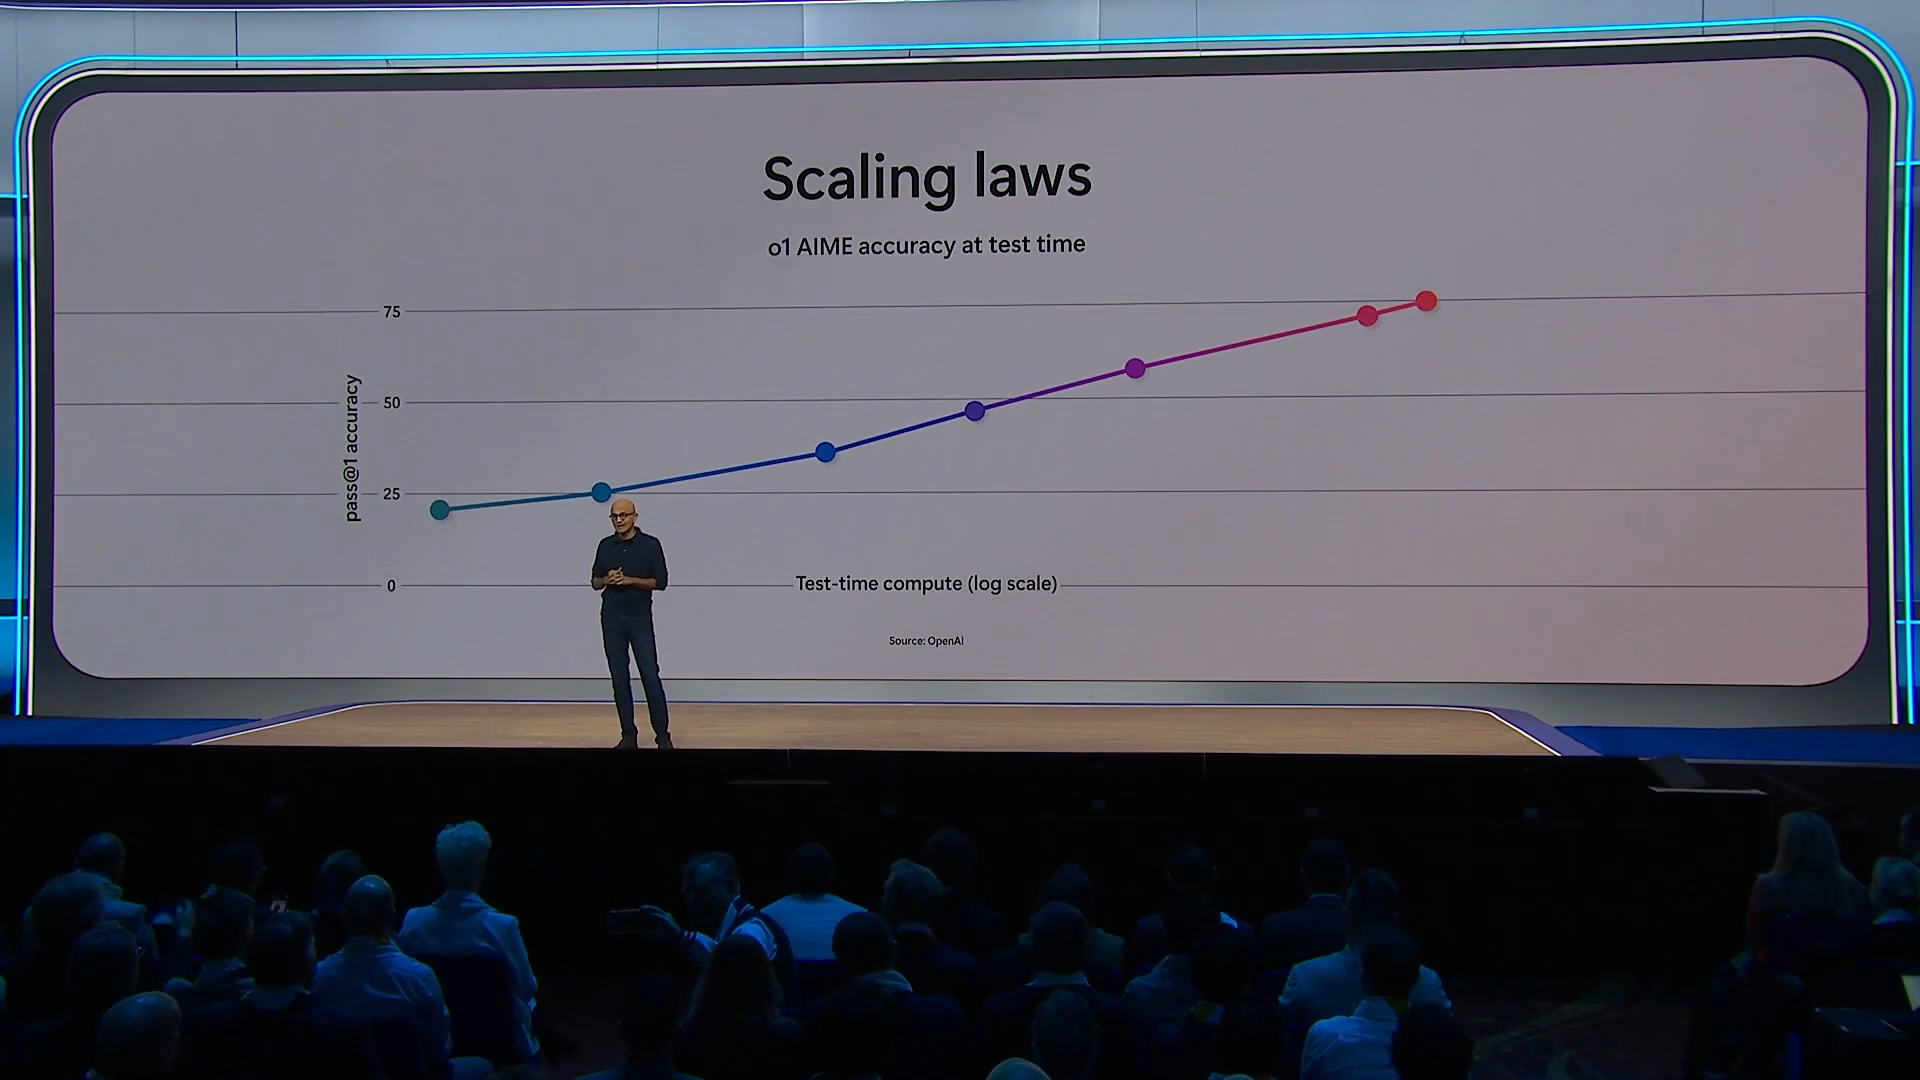 Scaling laws
o1 AIME accuracy at test time
75
50
25
0
pass@1 accuracy
Test-time compute (log scale)
Source: OpenAI